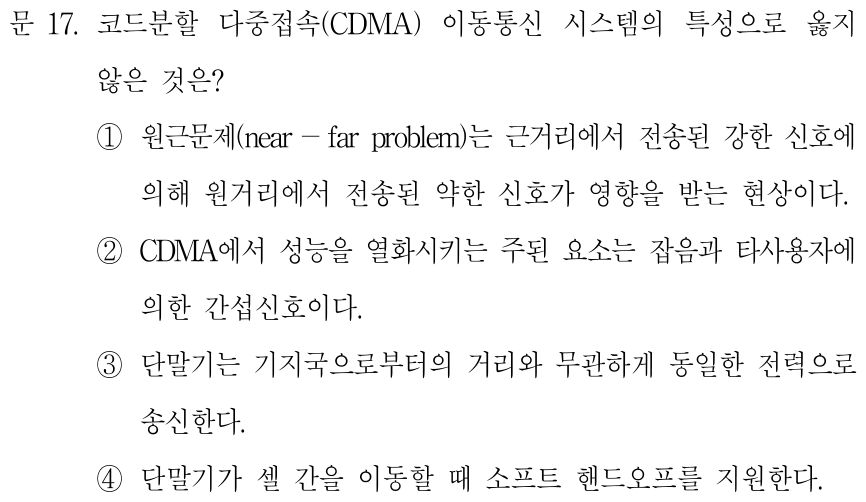 문 17. 코드분할 다중접속(CDMA) 이동통신 시스템의 특성으로 옳지
않은 것은?
① 원근문제(near – far problem)는 근거리에서 전송된 강한 신호에
의해 원거리에서 전송된 약한 신호가 영향을 받는 현상이다.
② CDMA에서 성능을 열화시키는 주된 요소는 잡음과 타사용자에
의한 간섭신호이다.
③ 단말기는 기지국으로부터의 거리와 무관하게 동일한 전력으로
송신한다.
④ 단말기가 셀 간을 이동할 때 소프트 핸드오프를 지원한다.